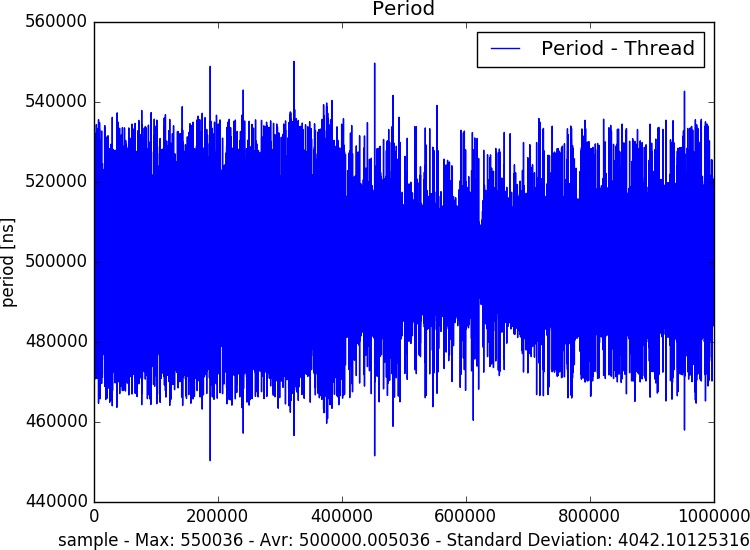 Period
560000
540000
520000
500000
480000
460000
440000
period [ns]
Period - Thread
0 200000 400000 600000 800000 1000000
sample - Max: 550036 - Avr: 500000.005036 - Standard Deviation: 4042.10125316